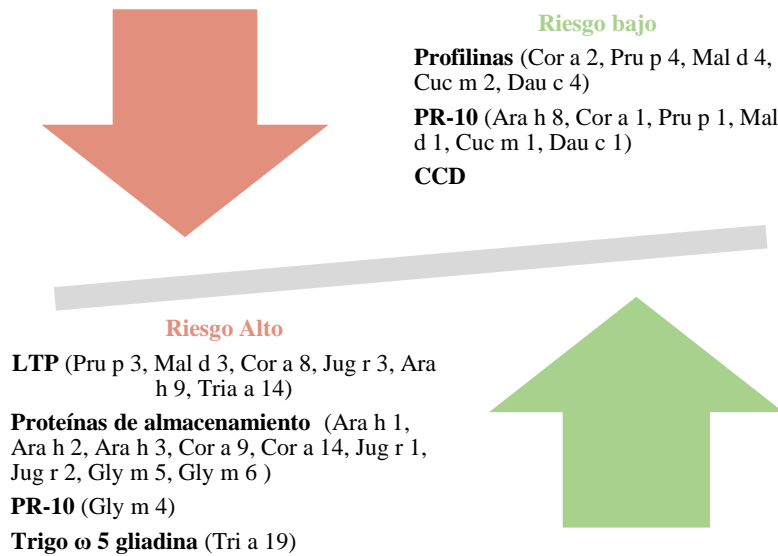 Riesgo bajo
Profilinas (Cor a 2, Pru p 4, Mal d 4,
Cuc m 2, Dau c 4)
PR-10 (Ara h 8, Cor a 1, Pru p 1, Mal
d 1, Cuc m 1, Dau c 1)
CCD
Riesgo Alto
LTP (Pru p 3, Mal d 3, Cor a 8, Jug r 3, Ara
h 9, Tria a 14)
Proteínas de almacenamiento (Ara h 1,
Ara h 2, Ara h 3, Cor a 9, Cor a 14, Jug r 1,
Jug r 2, Gly m 5, Gly m 6 )
PR-10 (Gly m 4)
Trigo ω 5 gliadina (Tri a 19)